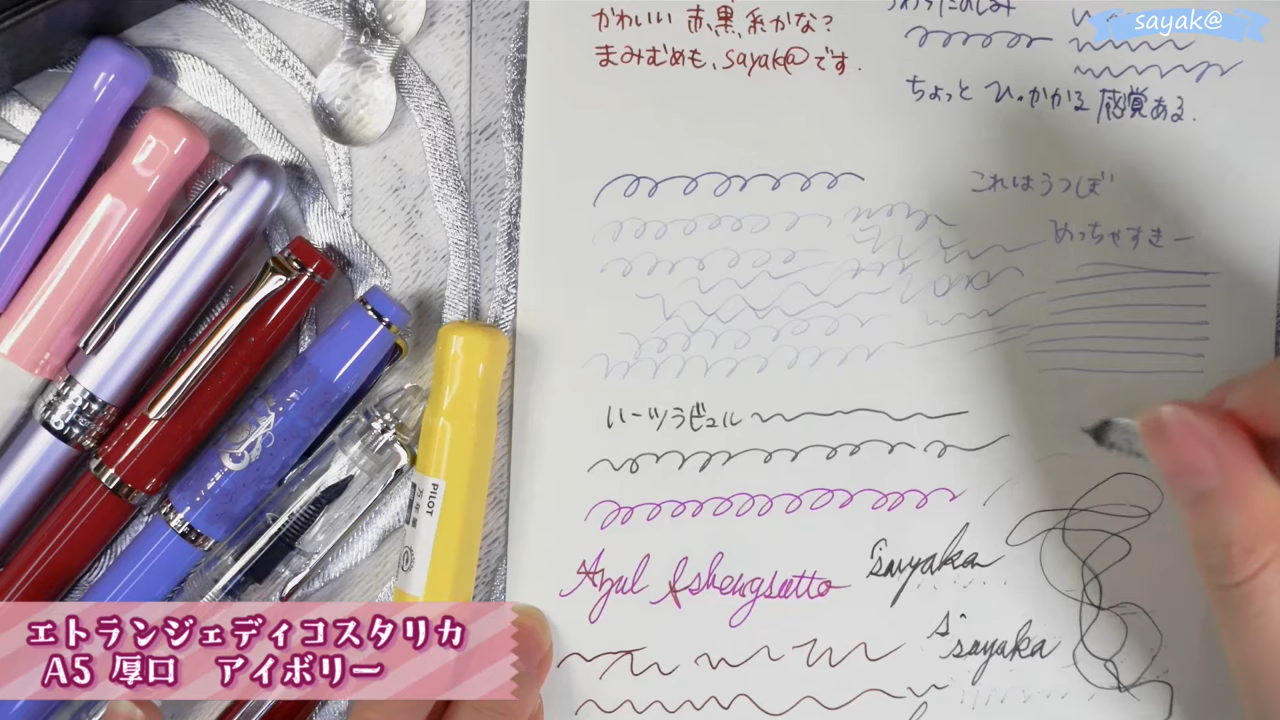 かわいい 赤、黒、系かな?
まみむめも、sayak@です.
sayak@
ちょっと ひっかかる 感覚ある.
これはうつぼ
めっちゃすきー
ハーツラビュル
sayaka
sayaka
PILOT
エトランジェディコスタリカ
A5 厚口 アイボリー